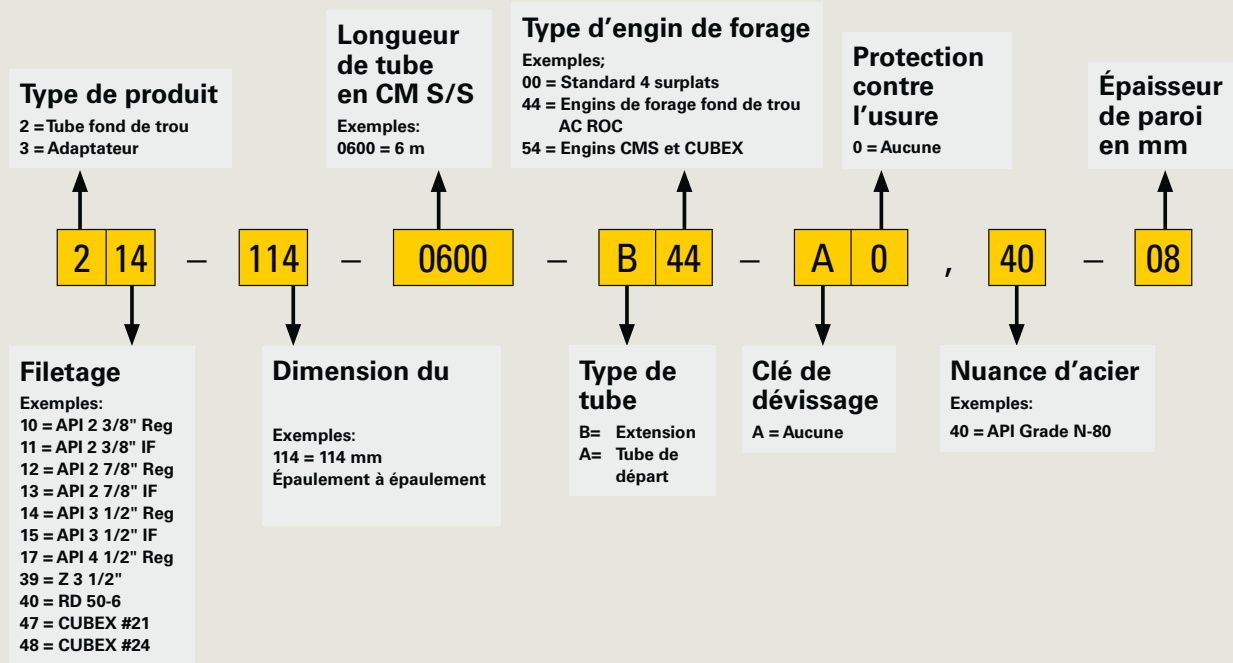 Type de produit
2 = Tube fond de trou
3 = Adaptateur
Longueur
de tube
en CM S/S
Exemples:
0600 = 6 m
Type d'engin de forage
Exemples;
00 = Standard 4 surplats
44 = Engins de forage fond de trou
AC ROC
54 = Engins CMS et CUBEX
Protection
contre
l'usure
0 = Aucune
Épaisseur
de paroi
en mm
2 14 – 114 – 0600 – B 44 – A 0 , 40 – 08
Filetage
Exemples:
10 = API 2 3/8" Reg
11 = API 2 3/8" IF
12 = API 2 7/8" Reg
13 = API 2 7/8" IF
14 = API 3 1/2" Reg
15 = API 3 1/2" IF
17 = API 4 1/2" Reg
39 = Z 3 1/2"
40 = RD 50-6
47 = CUBEX #21
48 = CUBEX #24
Dimension du
Exemples:
114 = 114 mm
Épaulement à épaulement
Type de
tube
B= Extension
A= Tube de
départ
Clé de
dévissage
A = Aucune
Nuance d'acier
Exemples:
40 = API Grade N-80